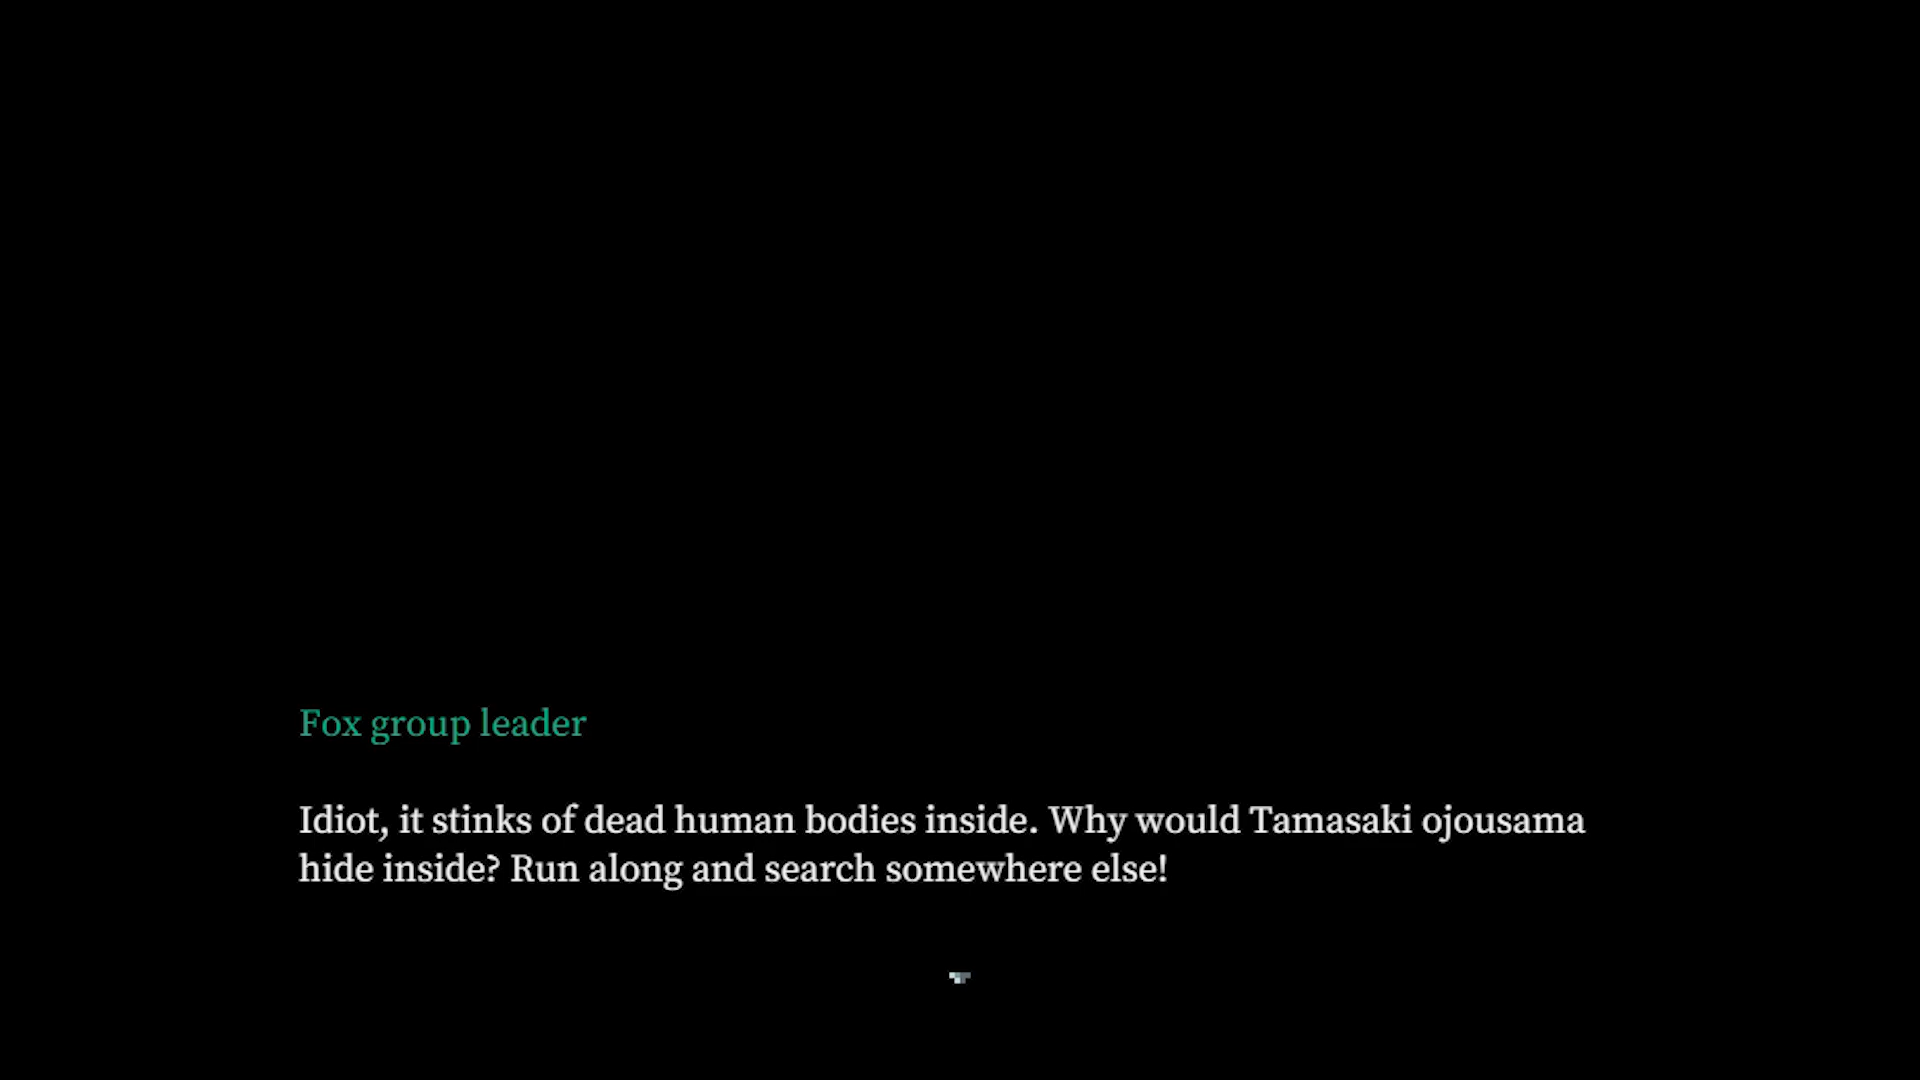 Fox group leader
Idiot, it stinks of dead human bodies inside. Why would Tamasaki ojousama
hide inside? Run along and search somewhere else!